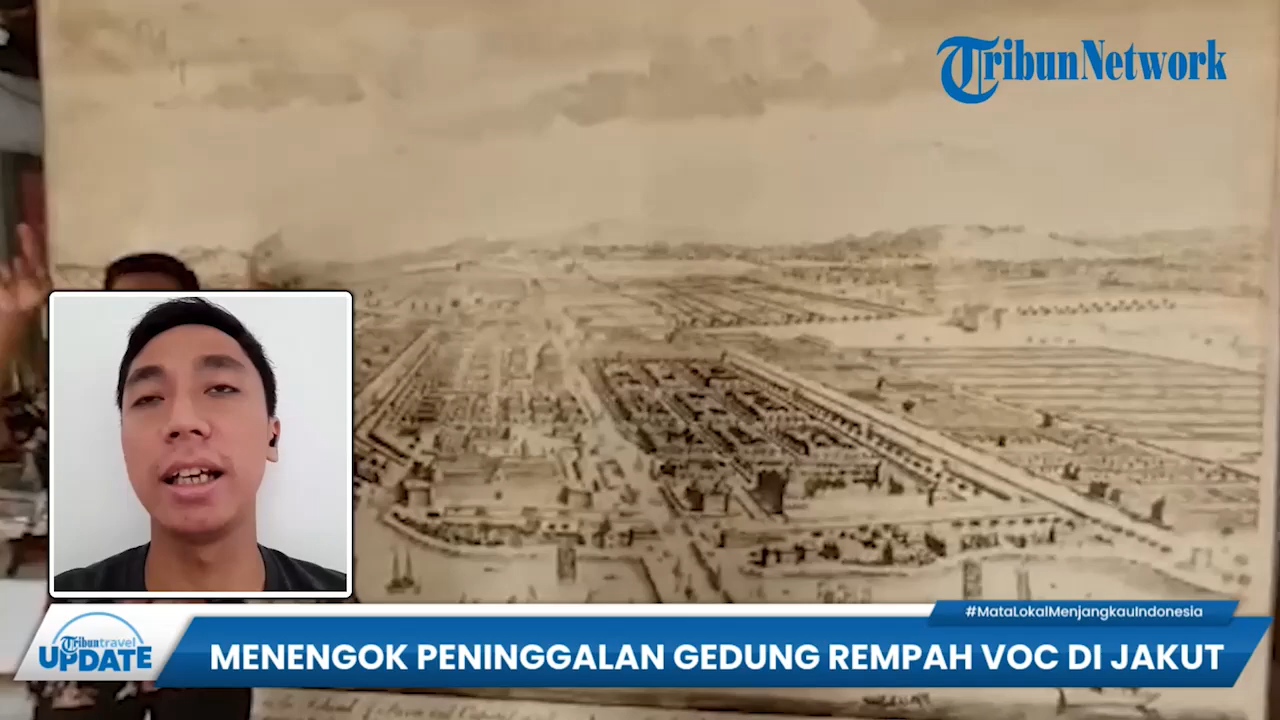 TribunNetwork
#MataLokalMenjangkauIndonesia
Tribuntravel
UPDATE
MENENGOK PENINGGALAN GEDUNG REMPAH VOC DI JAKUT